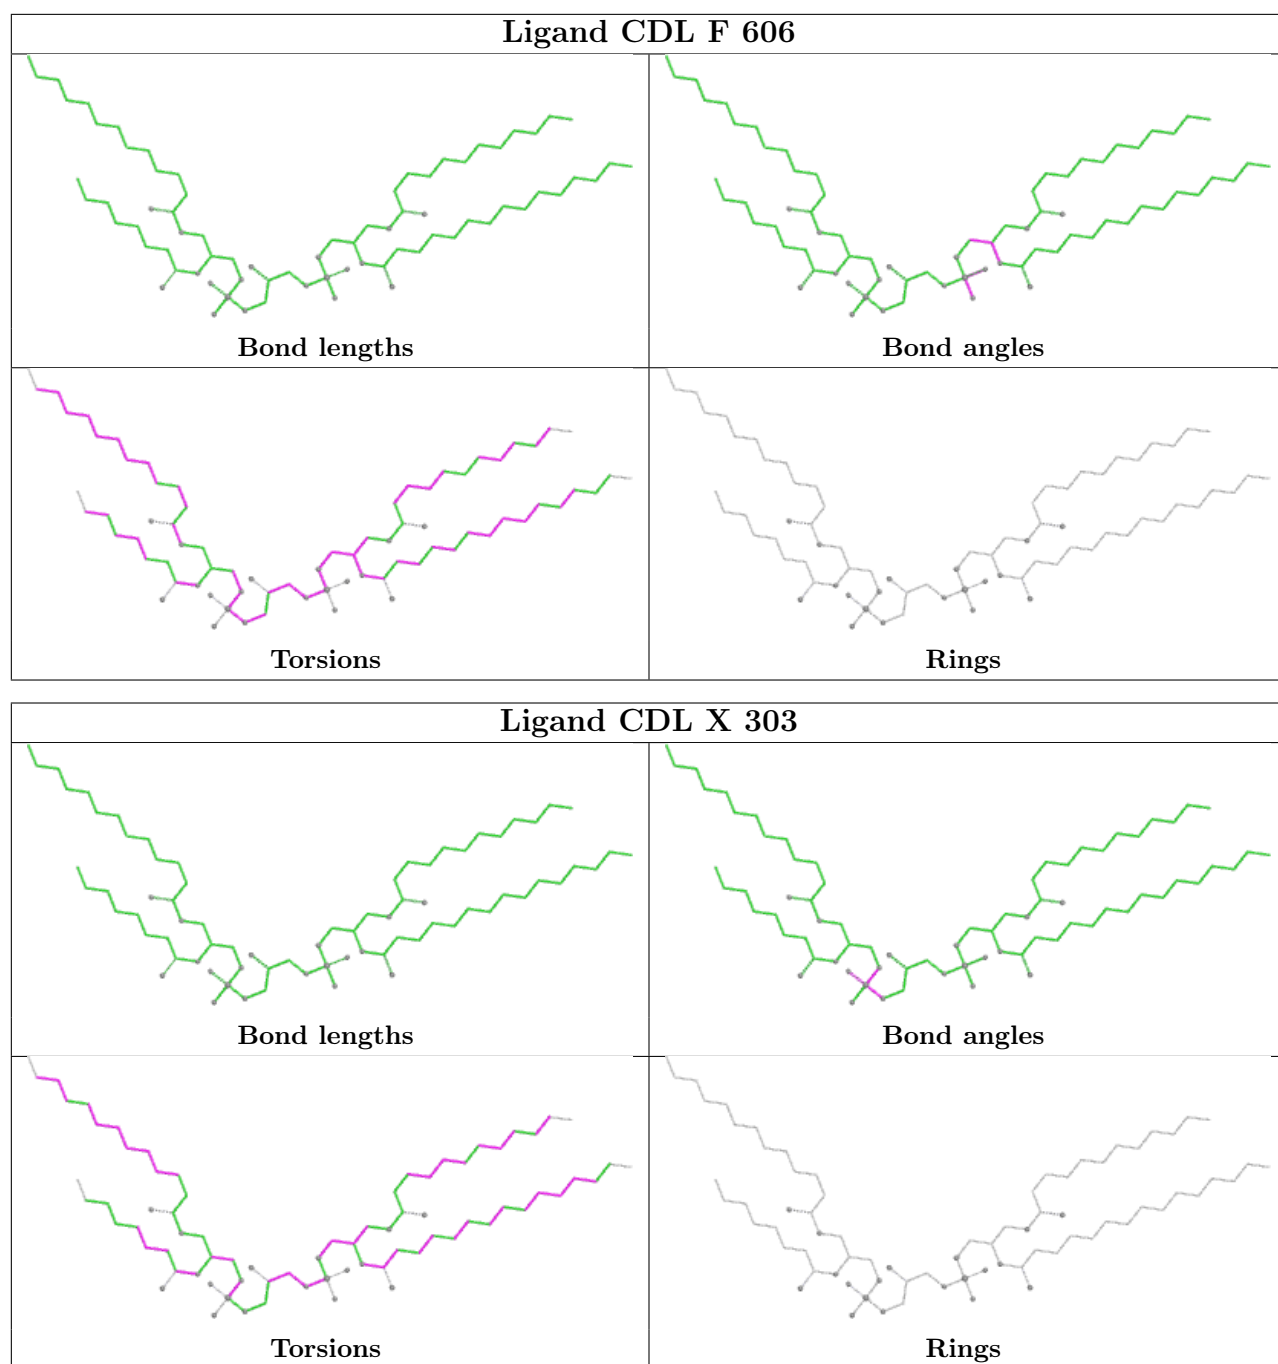 Ligand CDL F 606
Bond lengths
Bond angles
Torsions
Rings
Ligand CDL X 303
Bond lengths
Bond angles
Torsions
Rings